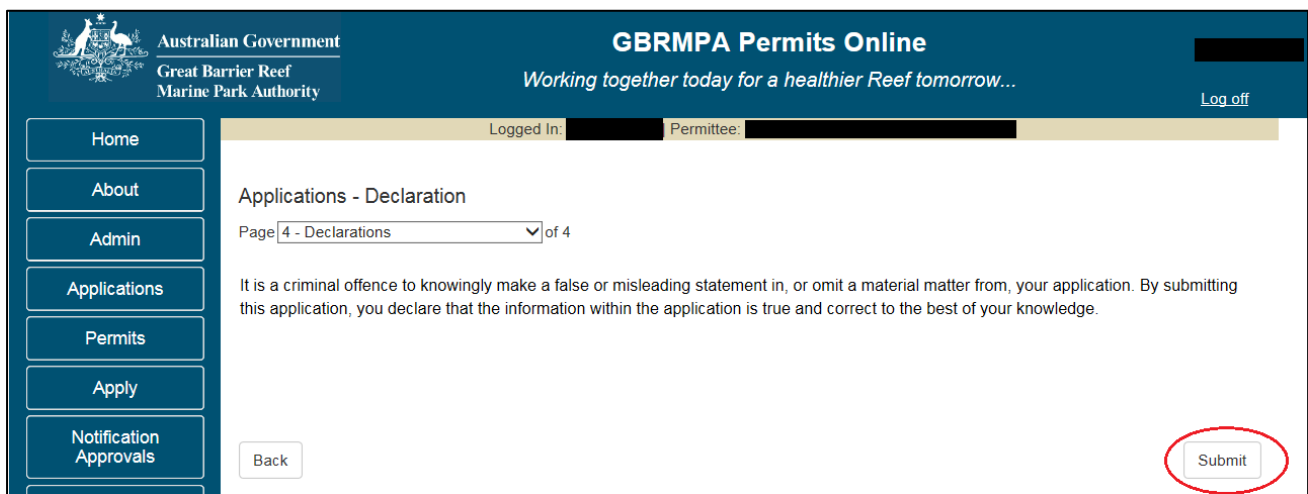 Australian Government
Great Barrier Reef
Marine Park Authority
GBRMPA Permits Online
Working together today for a healthier Reef tomorrow...
Log off
Logged In: Permittee:
Home
About
Admin
Applications
Permits
Apply
Notification
Approvals
Applications - Declaration
Page 4 - Declarations of 4
It is a criminal offence to knowingly make a false or misleading statement in, or omit a material matter from, your application. By submitting
this application, you declare that the information within the application is true and correct to the best of your knowledge.
Back
Submit